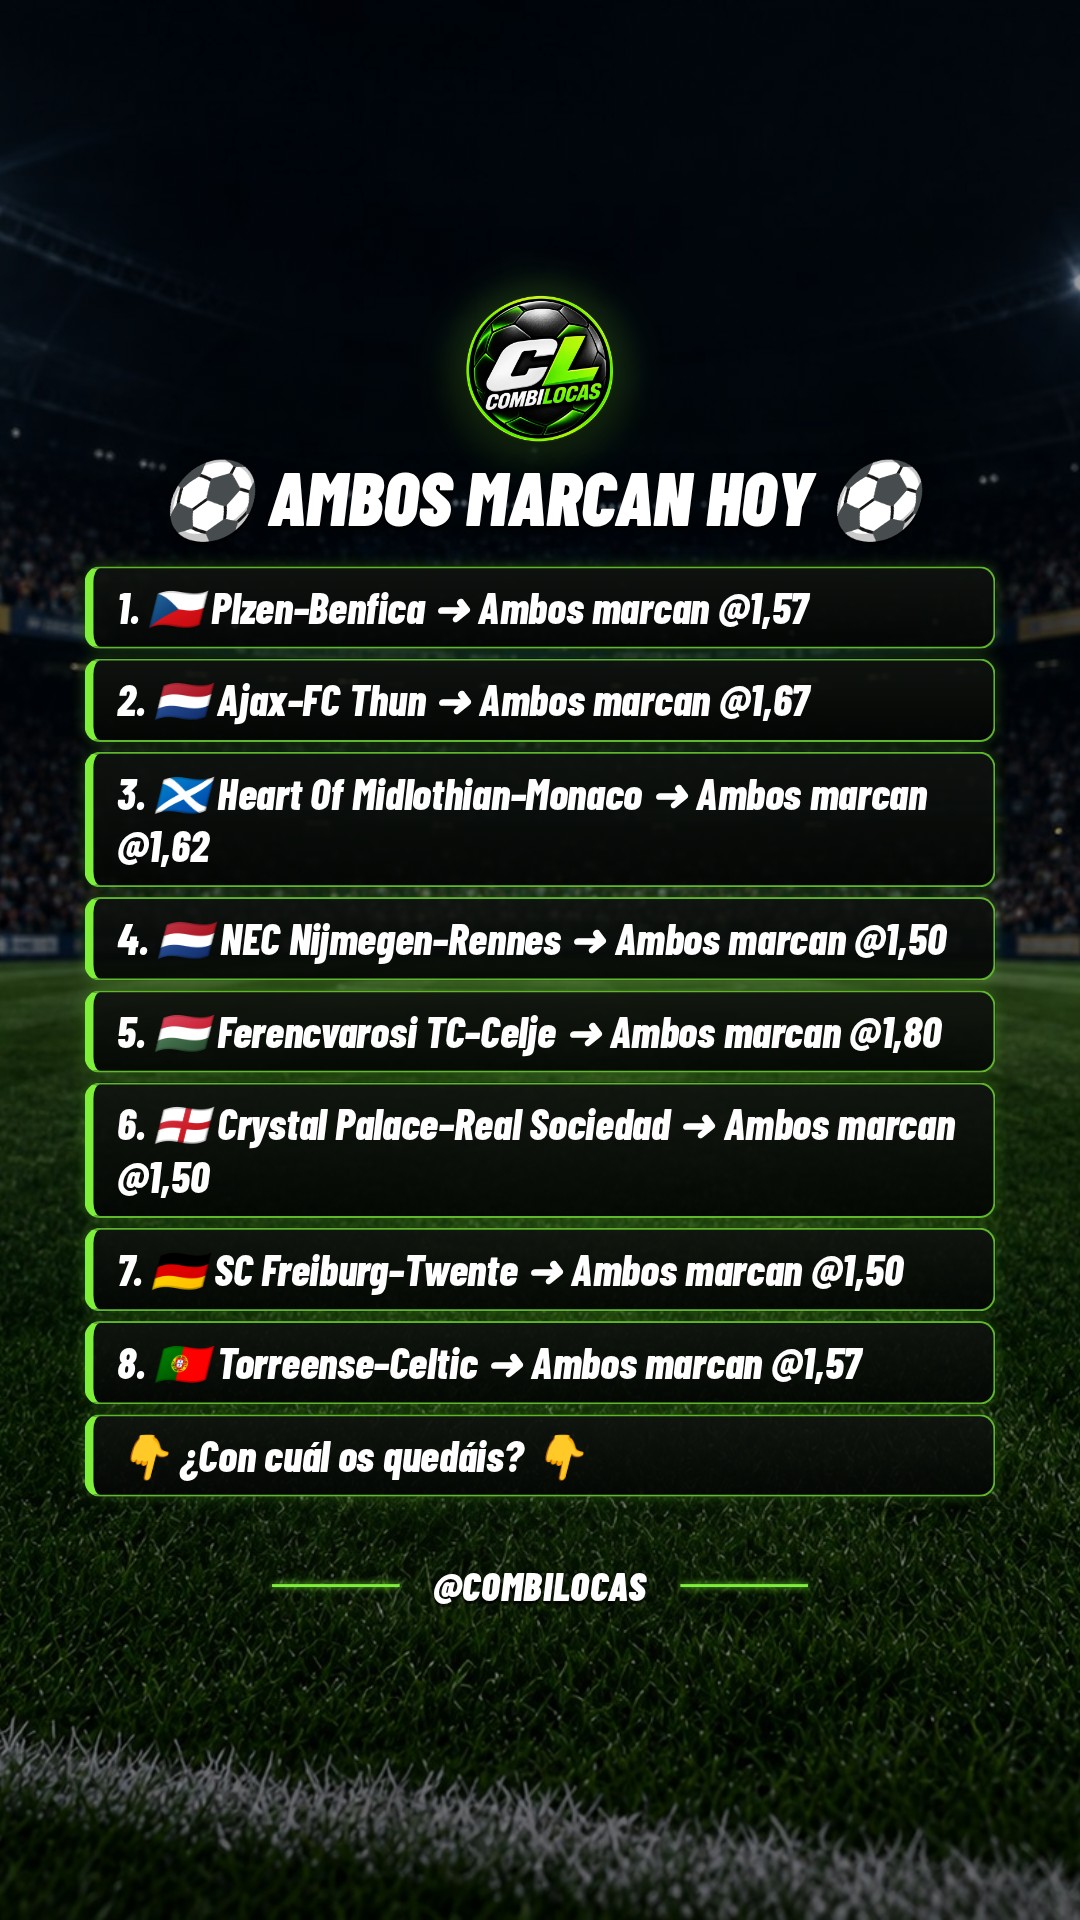 CL
COMBILOCAS
⚽ AMBOS MARCAN HOY ⚽
1. 🇨🇿 Plzen-Benfica ➜ Ambos marcan @1,57
2. 🇳🇱 Ajax-FC Thun ➜ Ambos marcan @1,67
3. 🏴󠁧󠁢󠁳󠁣󠁴󠁿 Heart Of Midlothian-Monaco ➜ Ambos marcan
@1,62
4. 🇳🇱 NEC Nijmegen-Rennes ➜ Ambos marcan @1,50
5. 🇭🇺 Ferencvarosi TC-Celje ➜ Ambos marcan @1,80
6. 🏴󠁧󠁢󠁥󠁮󠁧󠁿 Crystal Palace-Real Sociedad ➜ Ambos marcan
@1,50
7. 🇩🇪 SC Freiburg-Twente ➜ Ambos marcan @1,50
8. 🇵🇹 Torreense-Celtic ➜ Ambos marcan @1,57
👇 ¿Con cuál os quedáis? 👇
@COMBILOCAS